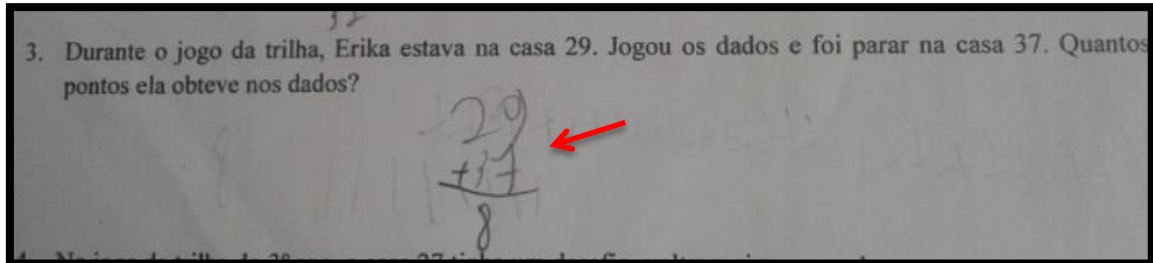 3. Durante o jogo da trilha, Erika estava na casa 29. Jogou os dados e foi parar na casa 37. Quantos
pontos ela obteve nos dados?
29
+37
8
8